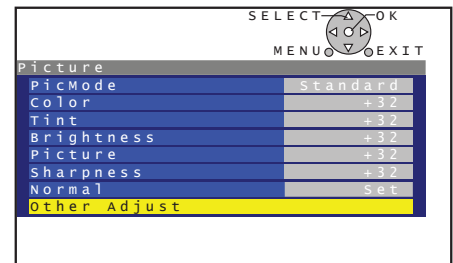 SELECT OK
MENU EXIT
Picture
PicMode Standard
Color +32
Tint +32
Brightness +32
Picture +32
Sharpness +32
Normal Set
Other Adjust